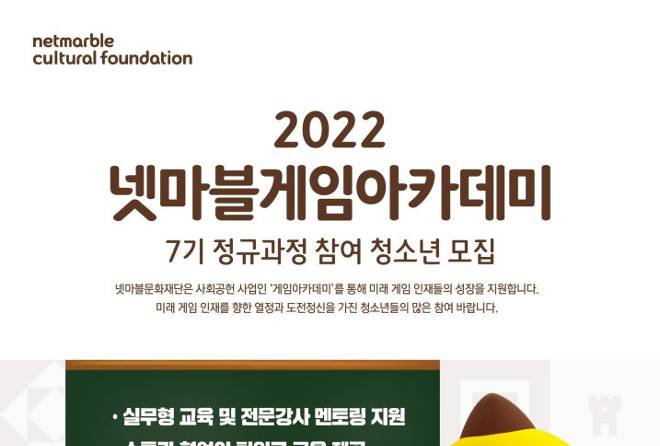 netmarble
cultural foundation
2022
넷마블게임아카데미
7기 정규과정 참여 청소년 모집
넷마블문화재단은 사회공헌 사업인 '게임아카데미'를 통해 미래 게임 인재들의 성장을 지원합니다.
미래 게임 인재를 향한 열정과 도전정신을 가진 청소년들의 많은 참여 바랍니다.
• 실무형 교육 및 전문강사 멘토링 지원